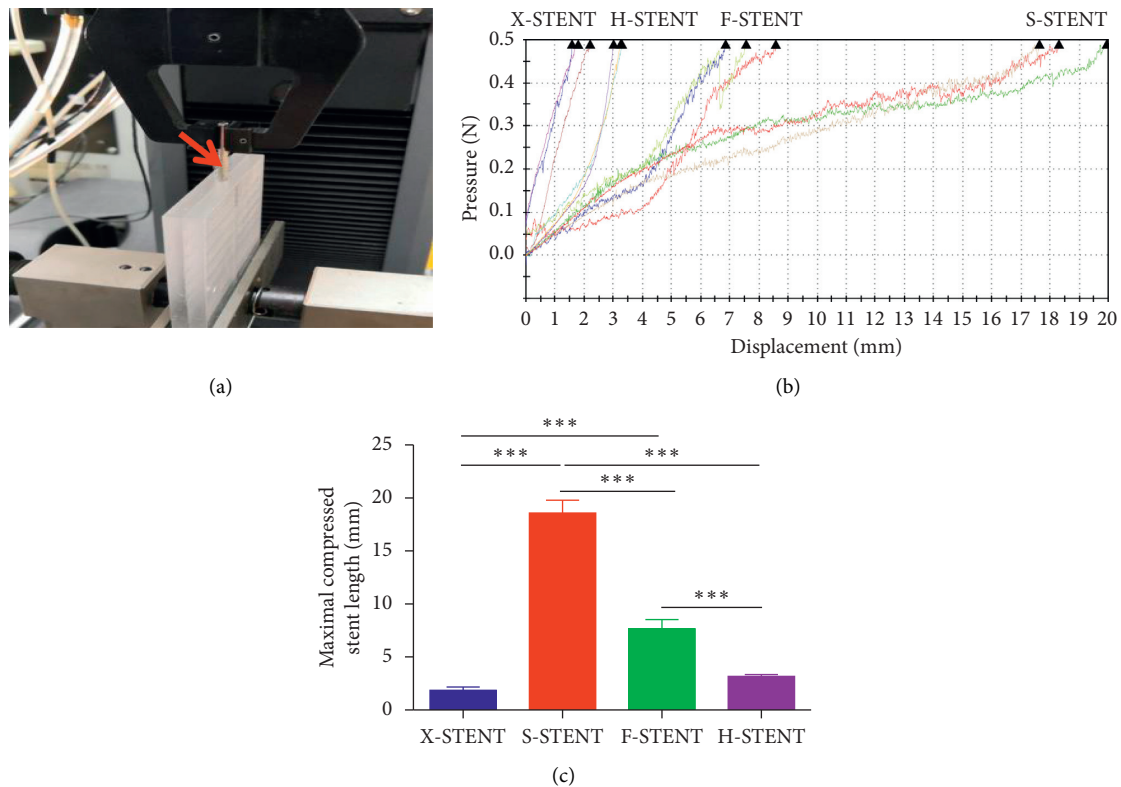 X-STENT H-STENT F-STENT S-STENT
0.5
0.4
0.3
0.2
0.1
0.0
Pressure (N)
0 1 2 3 4 5 6 7 8 9 10 11 12 13 14 15 16 17 18 19 20
Displacement (mm)
(a)
(b)
*** 
*** ***
***
***
25
20
15
10
5
0
Maximal compressed
stent length (mm)
X-STENT S-STENT F-STENT H-STENT
(c)